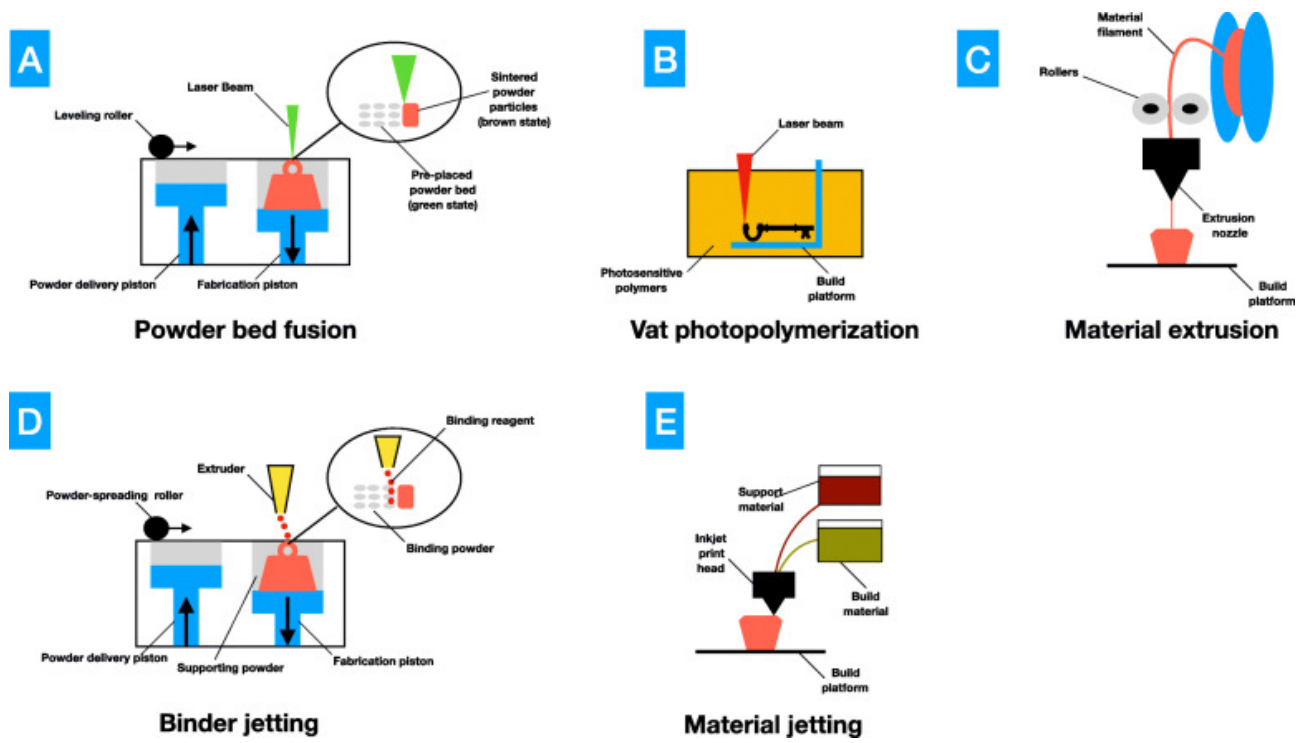 A
Laser Beam
Leveling roller
Sintered
powder
particles
(brown state)
Pre-placed
powder bed
(green state)
Powder delivery piston
Fabrication piston
Powder bed fusion
B
Laser beam
Photosensitive
polymers
Build
platform
Vat photopolymerization
C
Material
filament
Rollers
Extrusion
nozzle
Build
platform
Material extrusion
D
Binding reagent
Extruder
Powder-spreading roller
Binding powder
Powder delivery piston
Supporting powder
Fabrication piston
Binder jetting
E
Support
material
Inkjet
print
head
Build
material
Build
platform
Material jetting